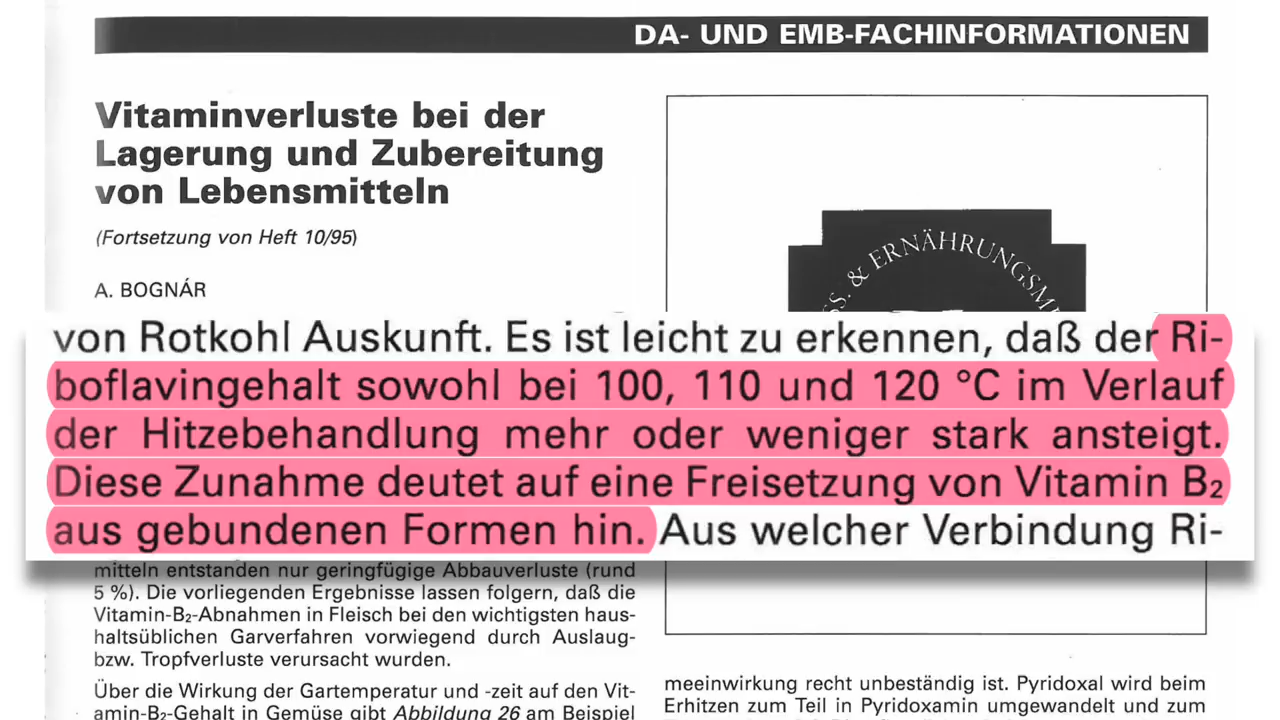 DA- UND EMB-FACHINFORMATIONEN
Vitaminverluste bei der
Lagerung und Zubereitung
von Lebensmitteln
(Fortsetzung von Heft 10/95)
A. BOGNÁR
& ERNÄHRUNGSM
von Rotkohl Auskunft. Es ist leicht zu erkennen, daß der Ri-
boflavingehalt sowohl bei 100, 110 und 120 °C im Verlauf
der Hitzebehandlung mehr oder weniger stark ansteigt.
Diese Zunahme deutet auf eine Freisetzung von Vitamin B₂
aus gebundenen Formen hin. Aus welcher Verbindung Ri-
mitteln entstanden nur geringfügige Abbauverluste (rund
5 %). Die vorliegenden Ergebnisse lassen folgern, daß die
Vitamin-B₂-Abnahmen in Fleisch bei den wichtigsten haus-
haltsüblichen Garverfahren vorwiegend durch Auslaug-
bzw. Tropfverluste verursacht wurden.
Über die Wirkung der Gartemperatur und -zeit auf den Vit-
amin-B₂-Gehalt in Gemüse gibt Abbildung 26 am Beispiel
meeinwirkung recht unbeständig ist. Pyridoxal wird beim
Erhitzen zum Teil in Pyridoxamin umgewandelt und zum